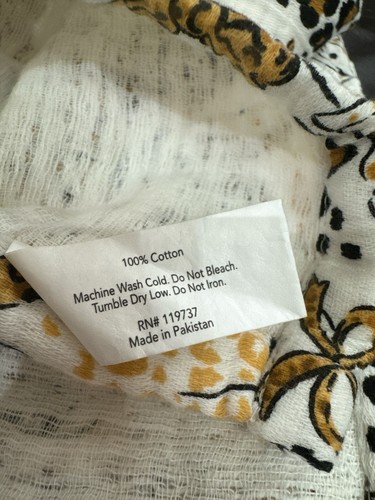 100% Cotton
Machine Wash Cold. Do Not Bleach.
Tumble Dry Low. Do Not Iron.
RN# 119737
Made in Pakistan